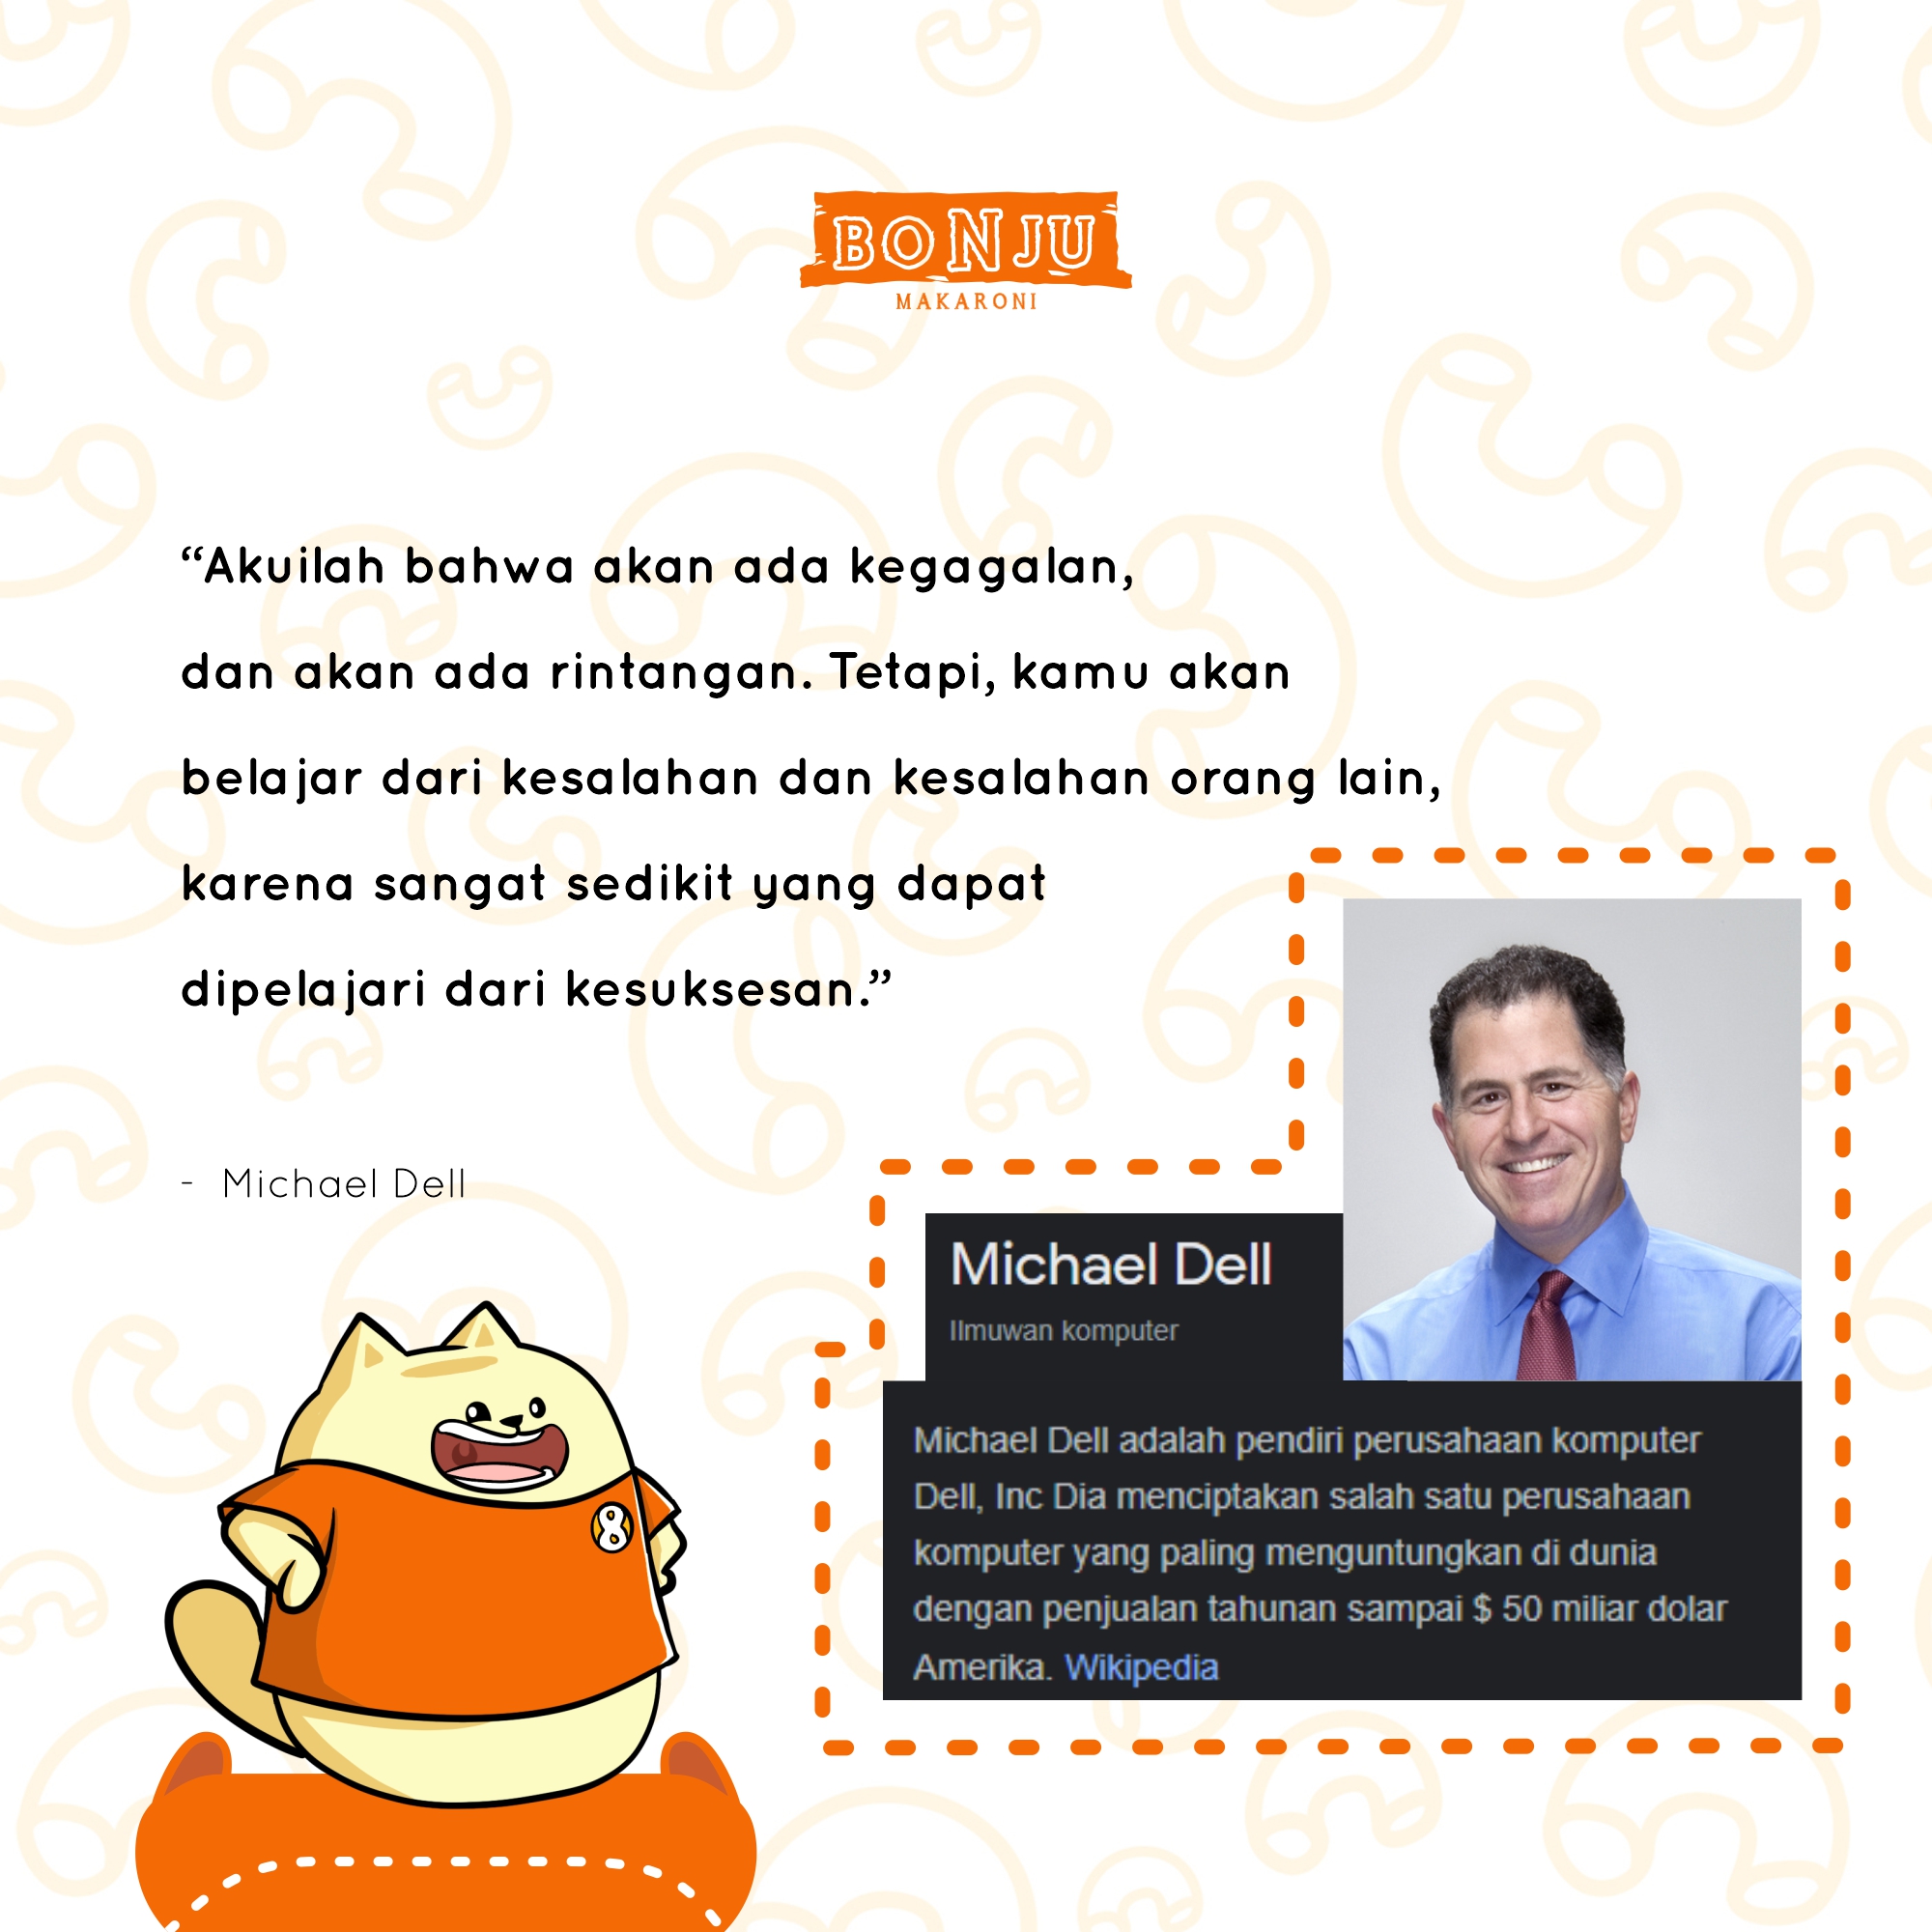 BONJU
MAKARONI
“Akuilah bahwa akan ada kegagalan,
dan akan ada rintangan. Tetapi, kamu akan
belajar dari kesalahan dan kesalahan orang lain,
karena sangat sedikit yang dapat
dipelajari dari kesuksesan.”
- Michael Dell
Michael Dell
Ilmuwan komputer
Michael Dell adalah pendiri perusahaan komputer
Dell, Inc Dia menciptakan salah satu perusahaan
komputer yang paling menguntungkan di dunia
dengan penjualan tahunan sampai $ 50 miliar dolar
Amerika. Wikipedia
8